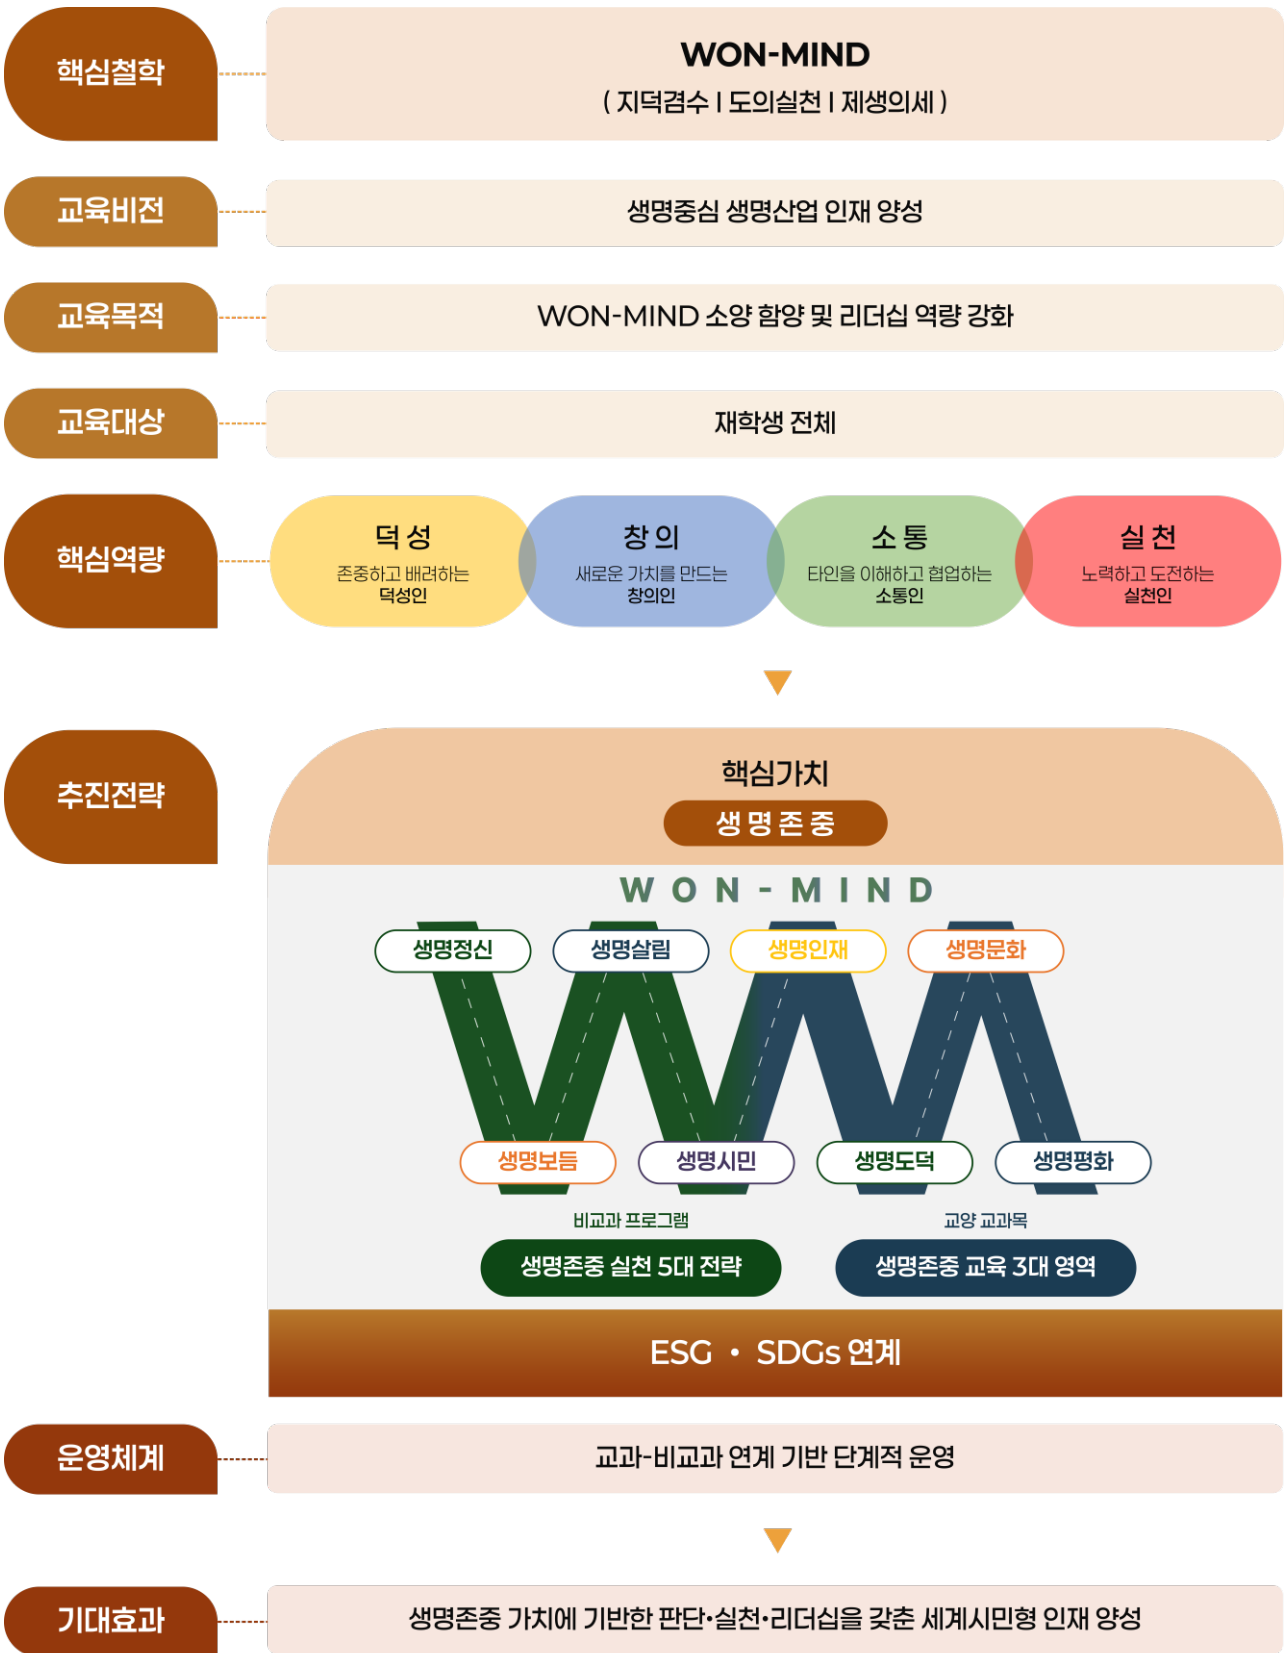 핵심철학
WON-MIND
( 지덕겸수 I 도의실천 I 제생의세 )
교육비전
생명중심 생명산업 인재 양성
교육목적
WON-MIND 소양 함양 및 리더십 역량 강화
교육대상
재학생 전체
핵심역량
덕 성
존중하고 배려하는
덕성인
창 의
새로운 가치를 만드는
창의인
소 통
타인을 이해하고 협업하는
소통인
실 천
노력하고 도전하는
실천인
추진전략
핵심가치
생 명 존 중
WON-MIND
생명정신
생명살림
생명인재
생명문화
생명보듬
생명시민
생명도덕
생명평화
비교과 프로그램
생명존중 실천 5대 전략
교양 교과목
생명존중 교육 3대 영역
ESG • SDGs 연계
운영체계
교과-비교과 연계 기반 단계적 운영
기대효과
생명존중 가치에 기반한 판단•실천•리더십을 갖춘 세계시민형 인재 양성